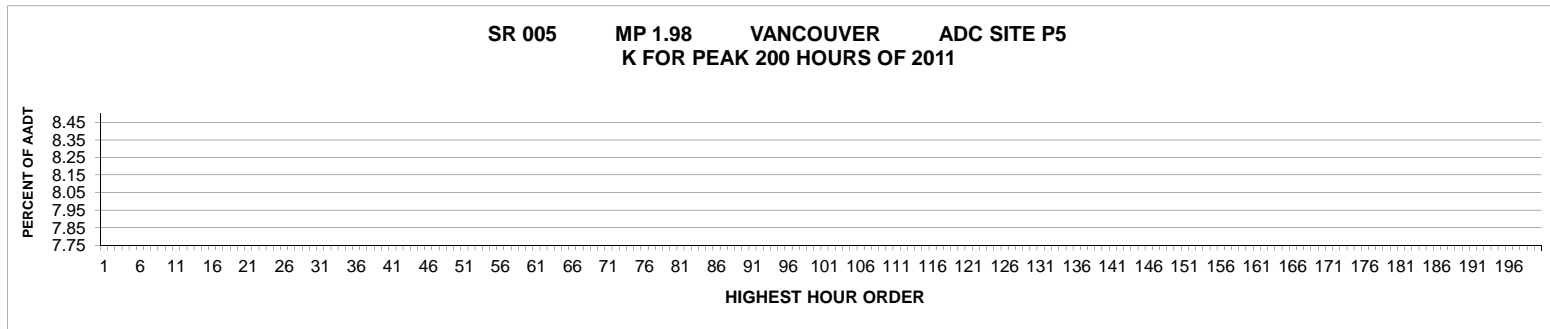 SR 005 MP 1.98 VANCOUVER ADC SITE P5
K FOR PEAK 200 HOURS OF 2011
PERCENT OF AADT
8.45
8.35
8.25
8.15
8.05
7.95
7.85
7.75
1 6 11 16 21 26 31 36 41 46 51 56 61 66 71 76 81 86 91 96 101 106 111 116 121 126 131 136 141 146 151 156 161 166 171 176 181 186 191 196
HIGHEST HOUR ORDER